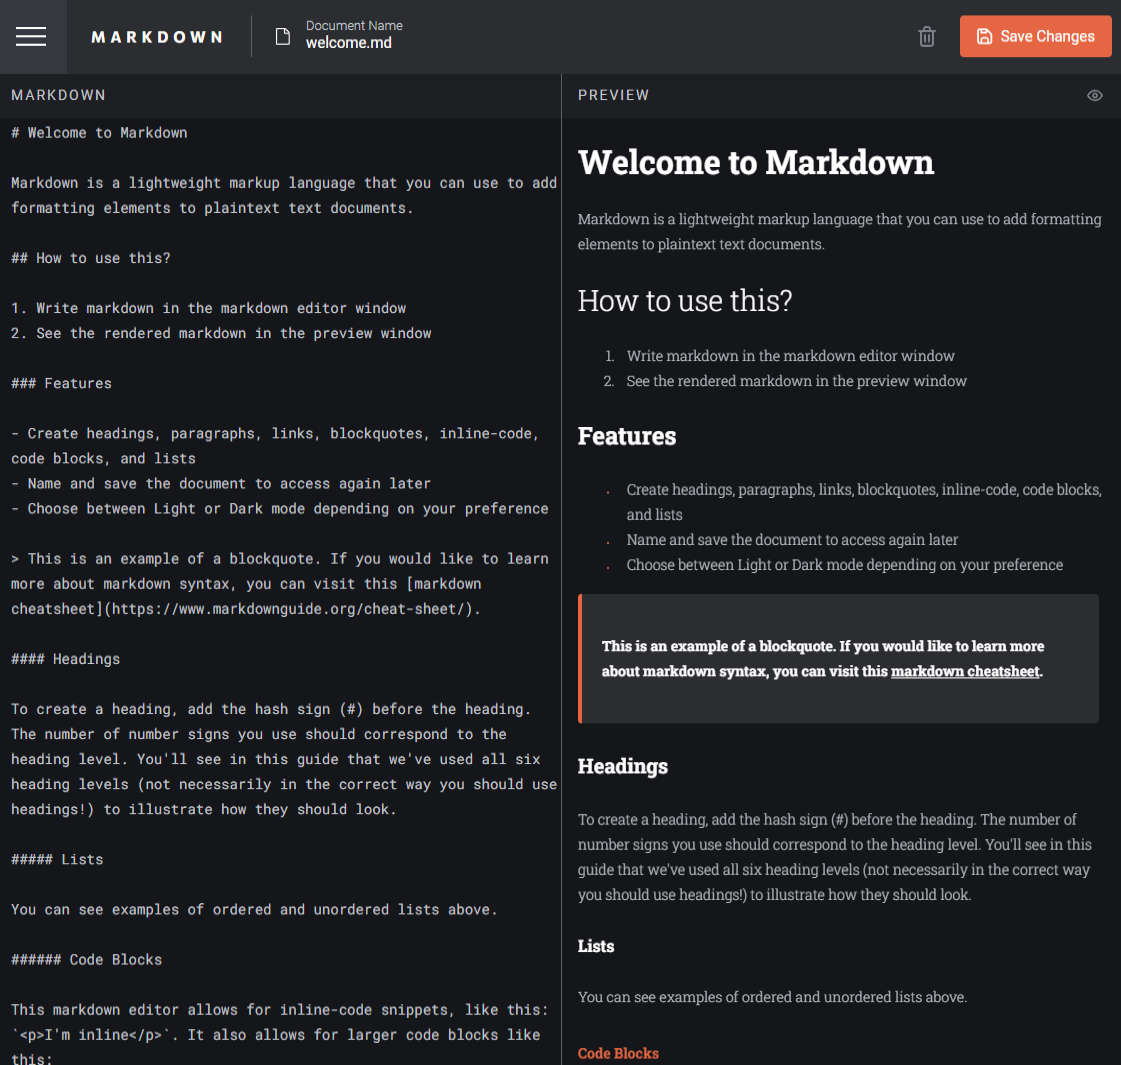 MARKDOWN
Document Name
welcome.md
Save Changes
MARKDOWN
# Welcome to Markdown
Markdown is a lightweight markup language that you can use to add
formatting elements to plaintext text documents.
## How to use this?
1. Write markdown in the markdown editor window
2. See the rendered markdown in the preview window
### Features
- Create headings, paragraphs, links, blockquotes, inline-code,
code blocks, and lists
- Name and save the document to access again later
- Choose between Light or Dark mode depending on your preference
> This is an example of a blockquote. If you would like to learn
more about markdown syntax, you can visit this [markdown
cheatsheet](https://www.markdownguide.org/cheat-sheet/).
#### Headings
To create a heading, add the hash sign (#) before the heading.
The number of number signs you use should correspond to the
heading level. You'll see in this guide that we've used all six
heading levels (not necessarily in the correct way you should use
headings!) to illustrate how they should look.
##### Lists
You can see examples of ordered and unordered lists above.
###### Code Blocks
This markdown editor allows for inline-code snippets, like this:
`<p>I'm inline</p>`. It also allows for larger code blocks like
this:
PREVIEW
Welcome to Markdown
Markdown is a lightweight markup language that you can use to add formatting
elements to plaintext text documents.
How to use this?
1. Write markdown in the markdown editor window
2. See the rendered markdown in the preview window
Features
· Create headings, paragraphs, links, blockquotes, inline-code, code blocks,
and lists
· Name and save the document to access again later
· Choose between Light or Dark mode depending on your preference
This is an example of a blockquote. If you would like to learn more
about markdown syntax, you can visit this markdown cheatsheet.
Headings
To create a heading, add the hash sign (#) before the heading. The number of
number signs you use should correspond to the heading level. You'll see in this
guide that we've used all six heading levels (not necessarily in the correct way
you should use headings!) to illustrate how they should look.
Lists
You can see examples of ordered and unordered lists above.
Code Blocks